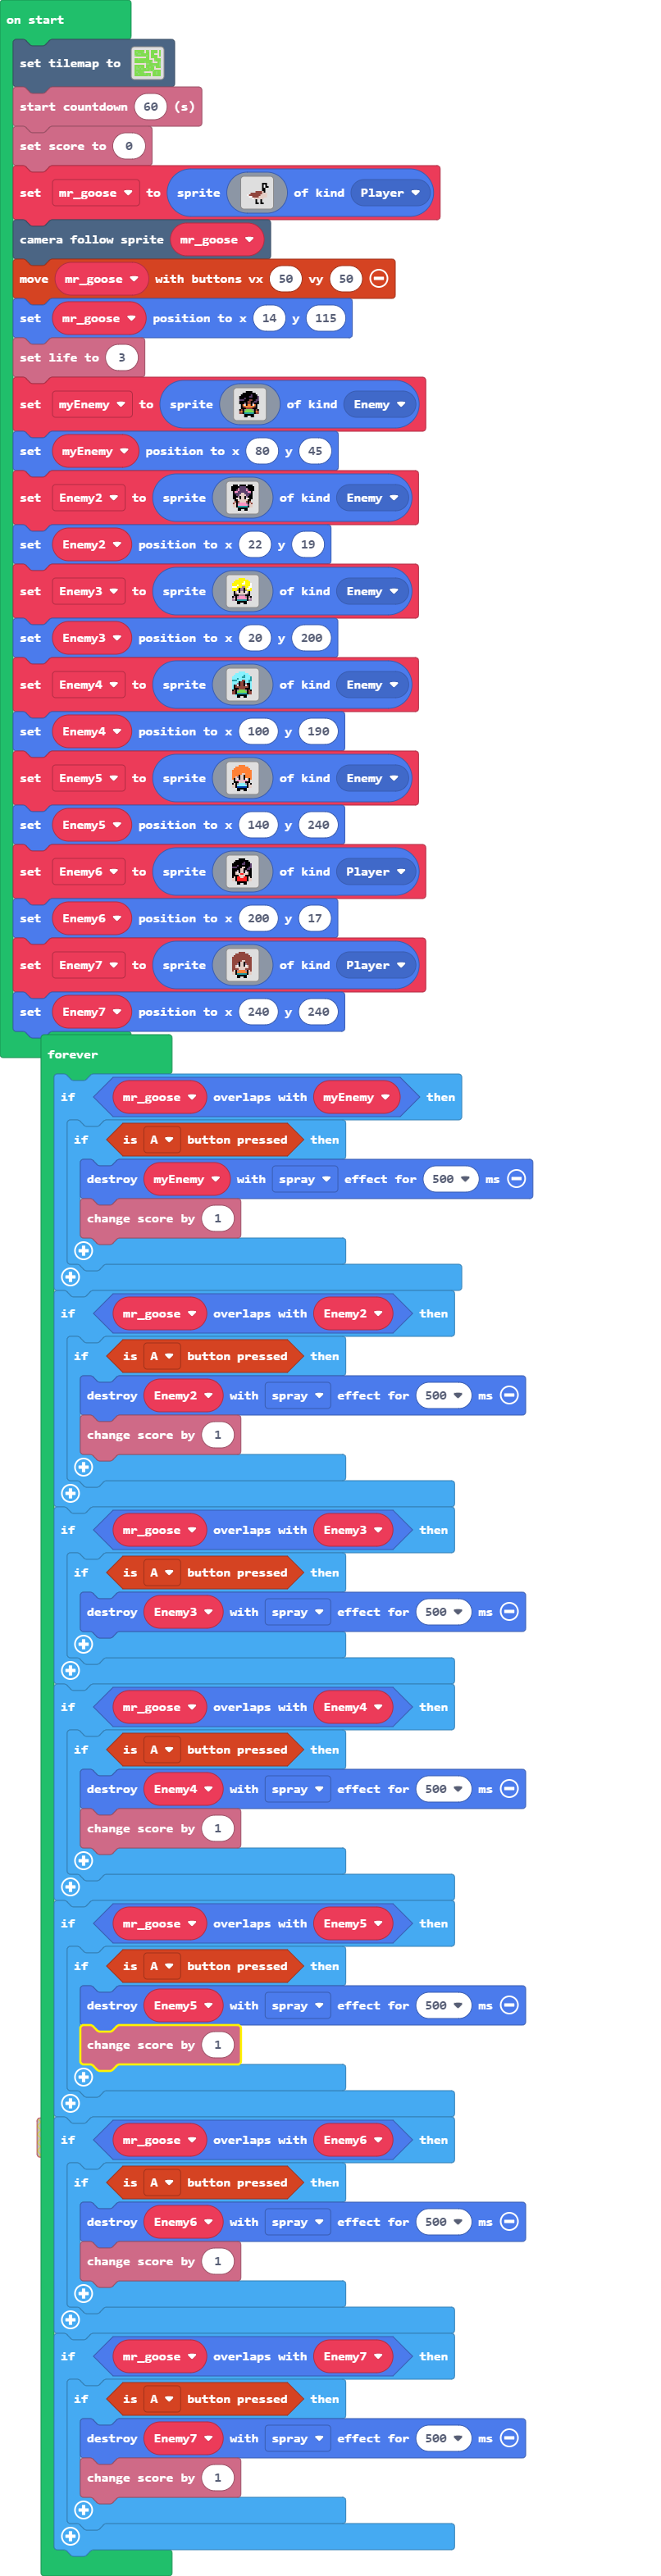 on start
set tilemap to
start countdown 60 (s)
set score to 0
set mr_goose to sprite of kind Player
camera follow sprite mr_goose
move mr_goose with buttons vx 50 vy 50
set mr_goose position to x 14 y 115
set life to 3
set myEnemy to sprite of kind Enemy
set myEnemy position to x 80 y 45
set Enemy2 to sprite of kind Enemy
set Enemy2 position to x 22 y 19
set Enemy3 to sprite of kind Enemy
set Enemy3 position to x 20 y 200
set Enemy4 to sprite of kind Enemy
set Enemy4 position to x 100 y 190
set Enemy5 to sprite of kind Enemy
set Enemy5 position to x 140 y 240
set Enemy6 to sprite of kind Player
set Enemy6 position to x 200 y 17
set Enemy7 to sprite of kind Player
set Enemy7 position to x 240 y 240
forever
if mr_goose overlaps with myEnemy then
if is A button pressed then
destroy myEnemy with spray effect for 500 ms
change score by 1
if mr_goose overlaps with Enemy2 then
if is A button pressed then
destroy Enemy2 with spray effect for 500 ms
change score by 1
if mr_goose overlaps with Enemy3 then
if is A button pressed then
destroy Enemy3 with spray effect for 500 ms
if mr_goose overlaps with Enemy4 then
if is A button pressed then
destroy Enemy4 with spray effect for 500 ms
change score by 1
if mr_goose overlaps with Enemy5 then
if is A button pressed then
destroy Enemy5 with spray effect for 500 ms
change score by 1
if mr_goose overlaps with Enemy6 then
if is A button pressed then
destroy Enemy6 with spray effect for 500 ms
change score by 1
if mr_goose overlaps with Enemy7 then
if is A button pressed then
destroy Enemy7 with spray effect for 500 ms
change score by 1